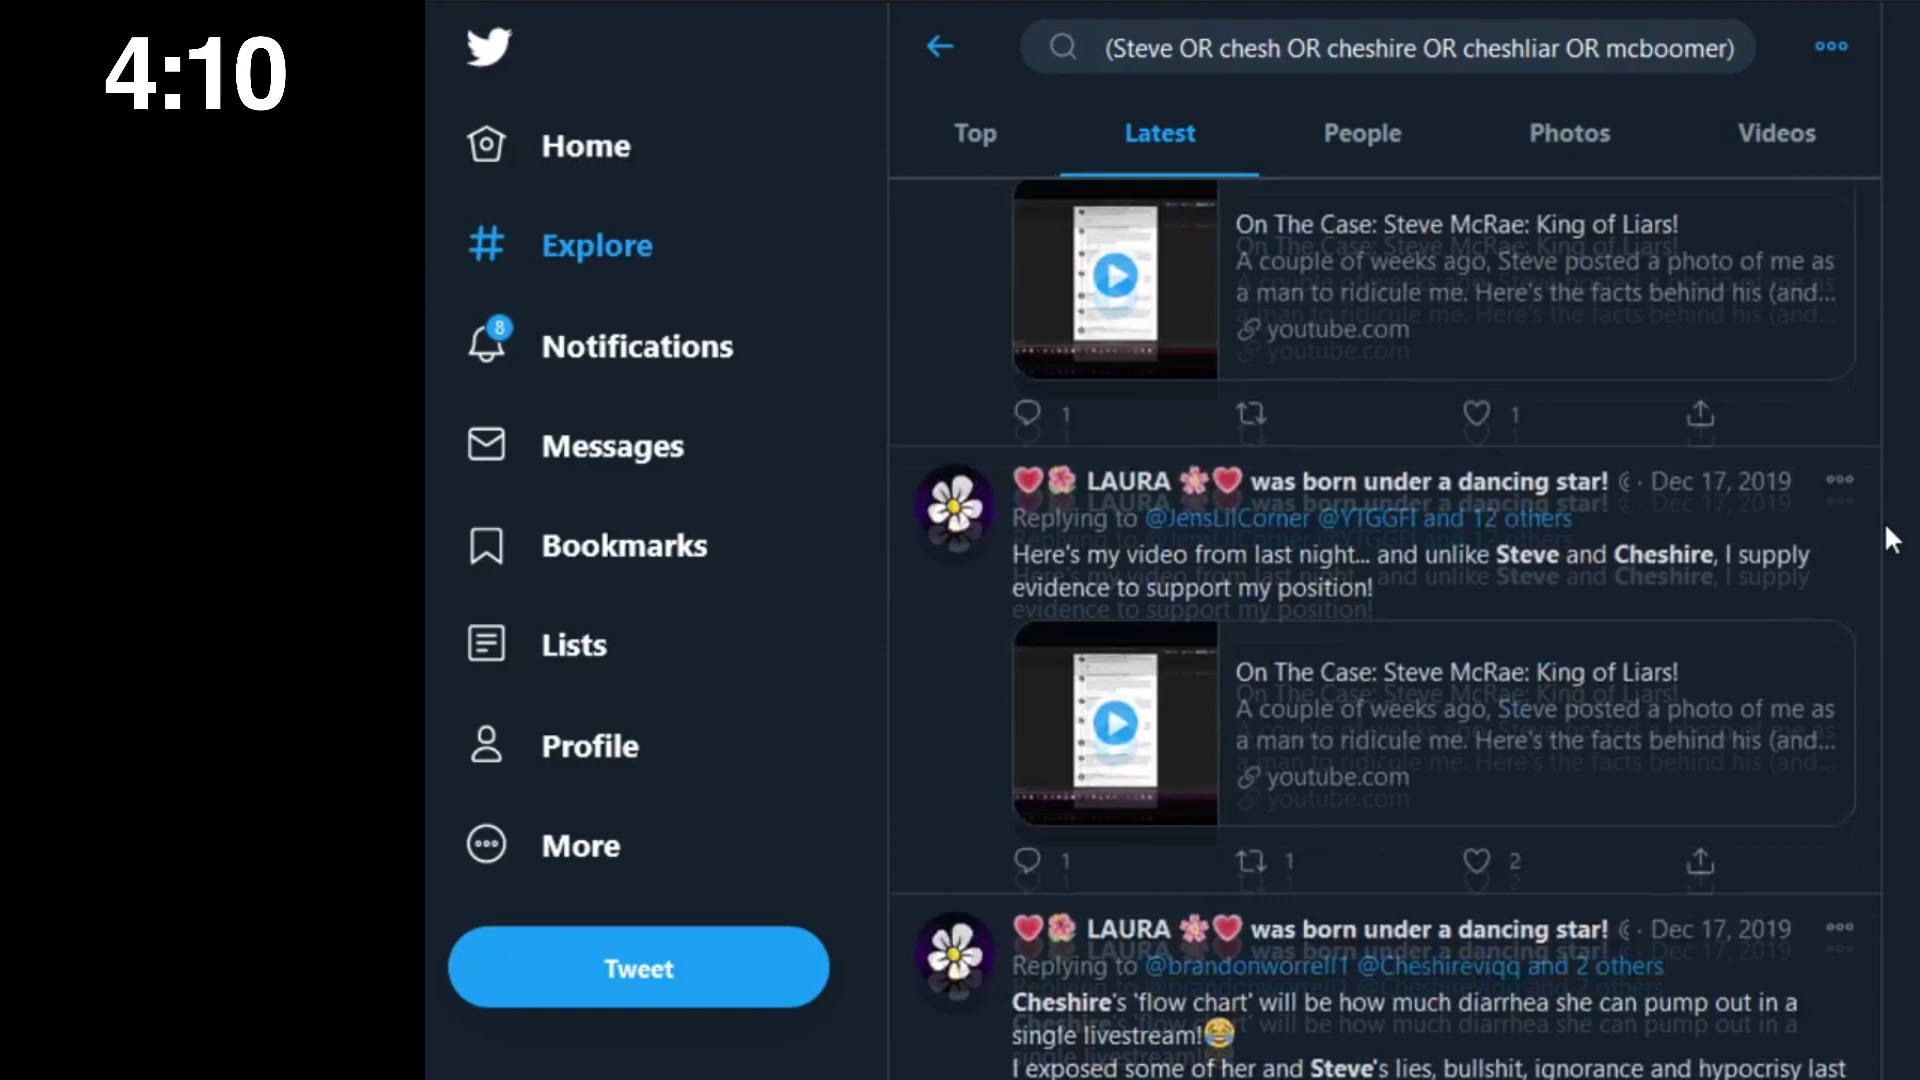 4:10
(Steve OR chesh OR cheshire OR cheshliar OR mcboomer)
Home
Explore
8
Notifications
Messages
Bookmarks
Lists
Profile
More
Tweet
Top
Latest
People
Photos
Videos
On The Case: Steve McRae: King of Liars!
A couple of weeks ago, Steve posted a photo of me as
a man to ridicule me. Here's the facts behind his (and...
youtube.com
1
1
LAURA was born under a dancing star! · Dec 17, 2019
Replying to @JensLilCorner @YTGGFI and 12 others
Here's my video from last night... and unlike Steve and Cheshire, I supply
evidence to support my position!
On The Case: Steve McRae: King of Liars!
A couple of weeks ago, Steve posted a photo of me as
a man to ridicule me. Here's the facts behind his (and...
youtube.com
1
1
2
LAURA was born under a dancing star! · Dec 17, 2019
Replying to @brandonworrell1 @Cheshireviqq and 2 others
Cheshire's 'flow chart' will be how much diarrhea she can pump out in a
single livestream!
I exposed some of her and Steve's lies, bullshit, ignorance and hypocrisy last